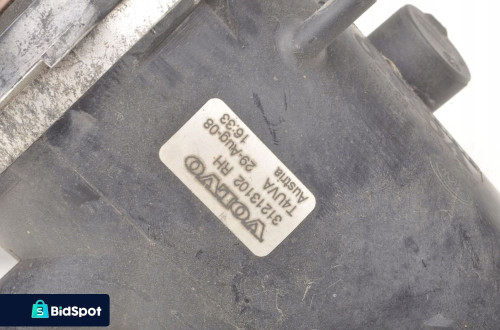 VOLVO
31213102 RH
T4UVA 29-Aug-08
Austria 16:33
BidSpot